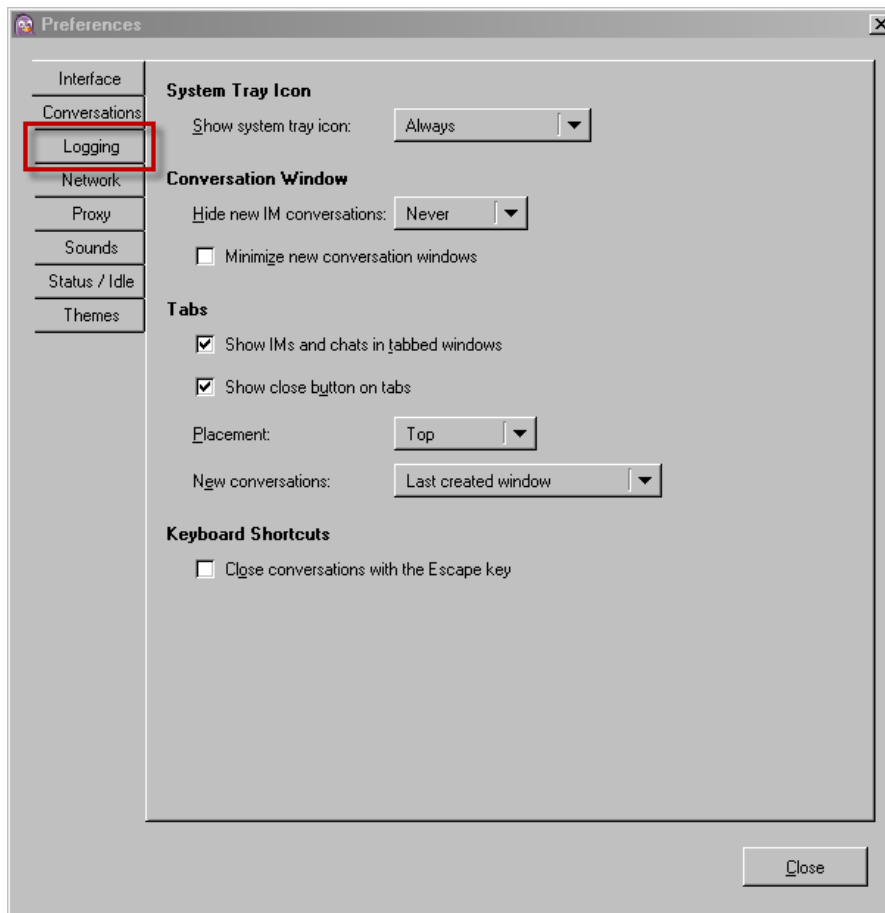 Preferences
Interface
Conversations
Logging
Network
Proxy
Sounds
Status / Idle
Themes
System Tray Icon
Show system tray icon: Always
Conversation Window
Hide new IM conversations: Never
Minimize new conversation windows
Tabs
Show IMs and chats in tabbed windows
Show close button on tabs
Placement: Top
New conversations: Last created window
Keyboard Shortcuts
Close conversations with the Escape key
Close